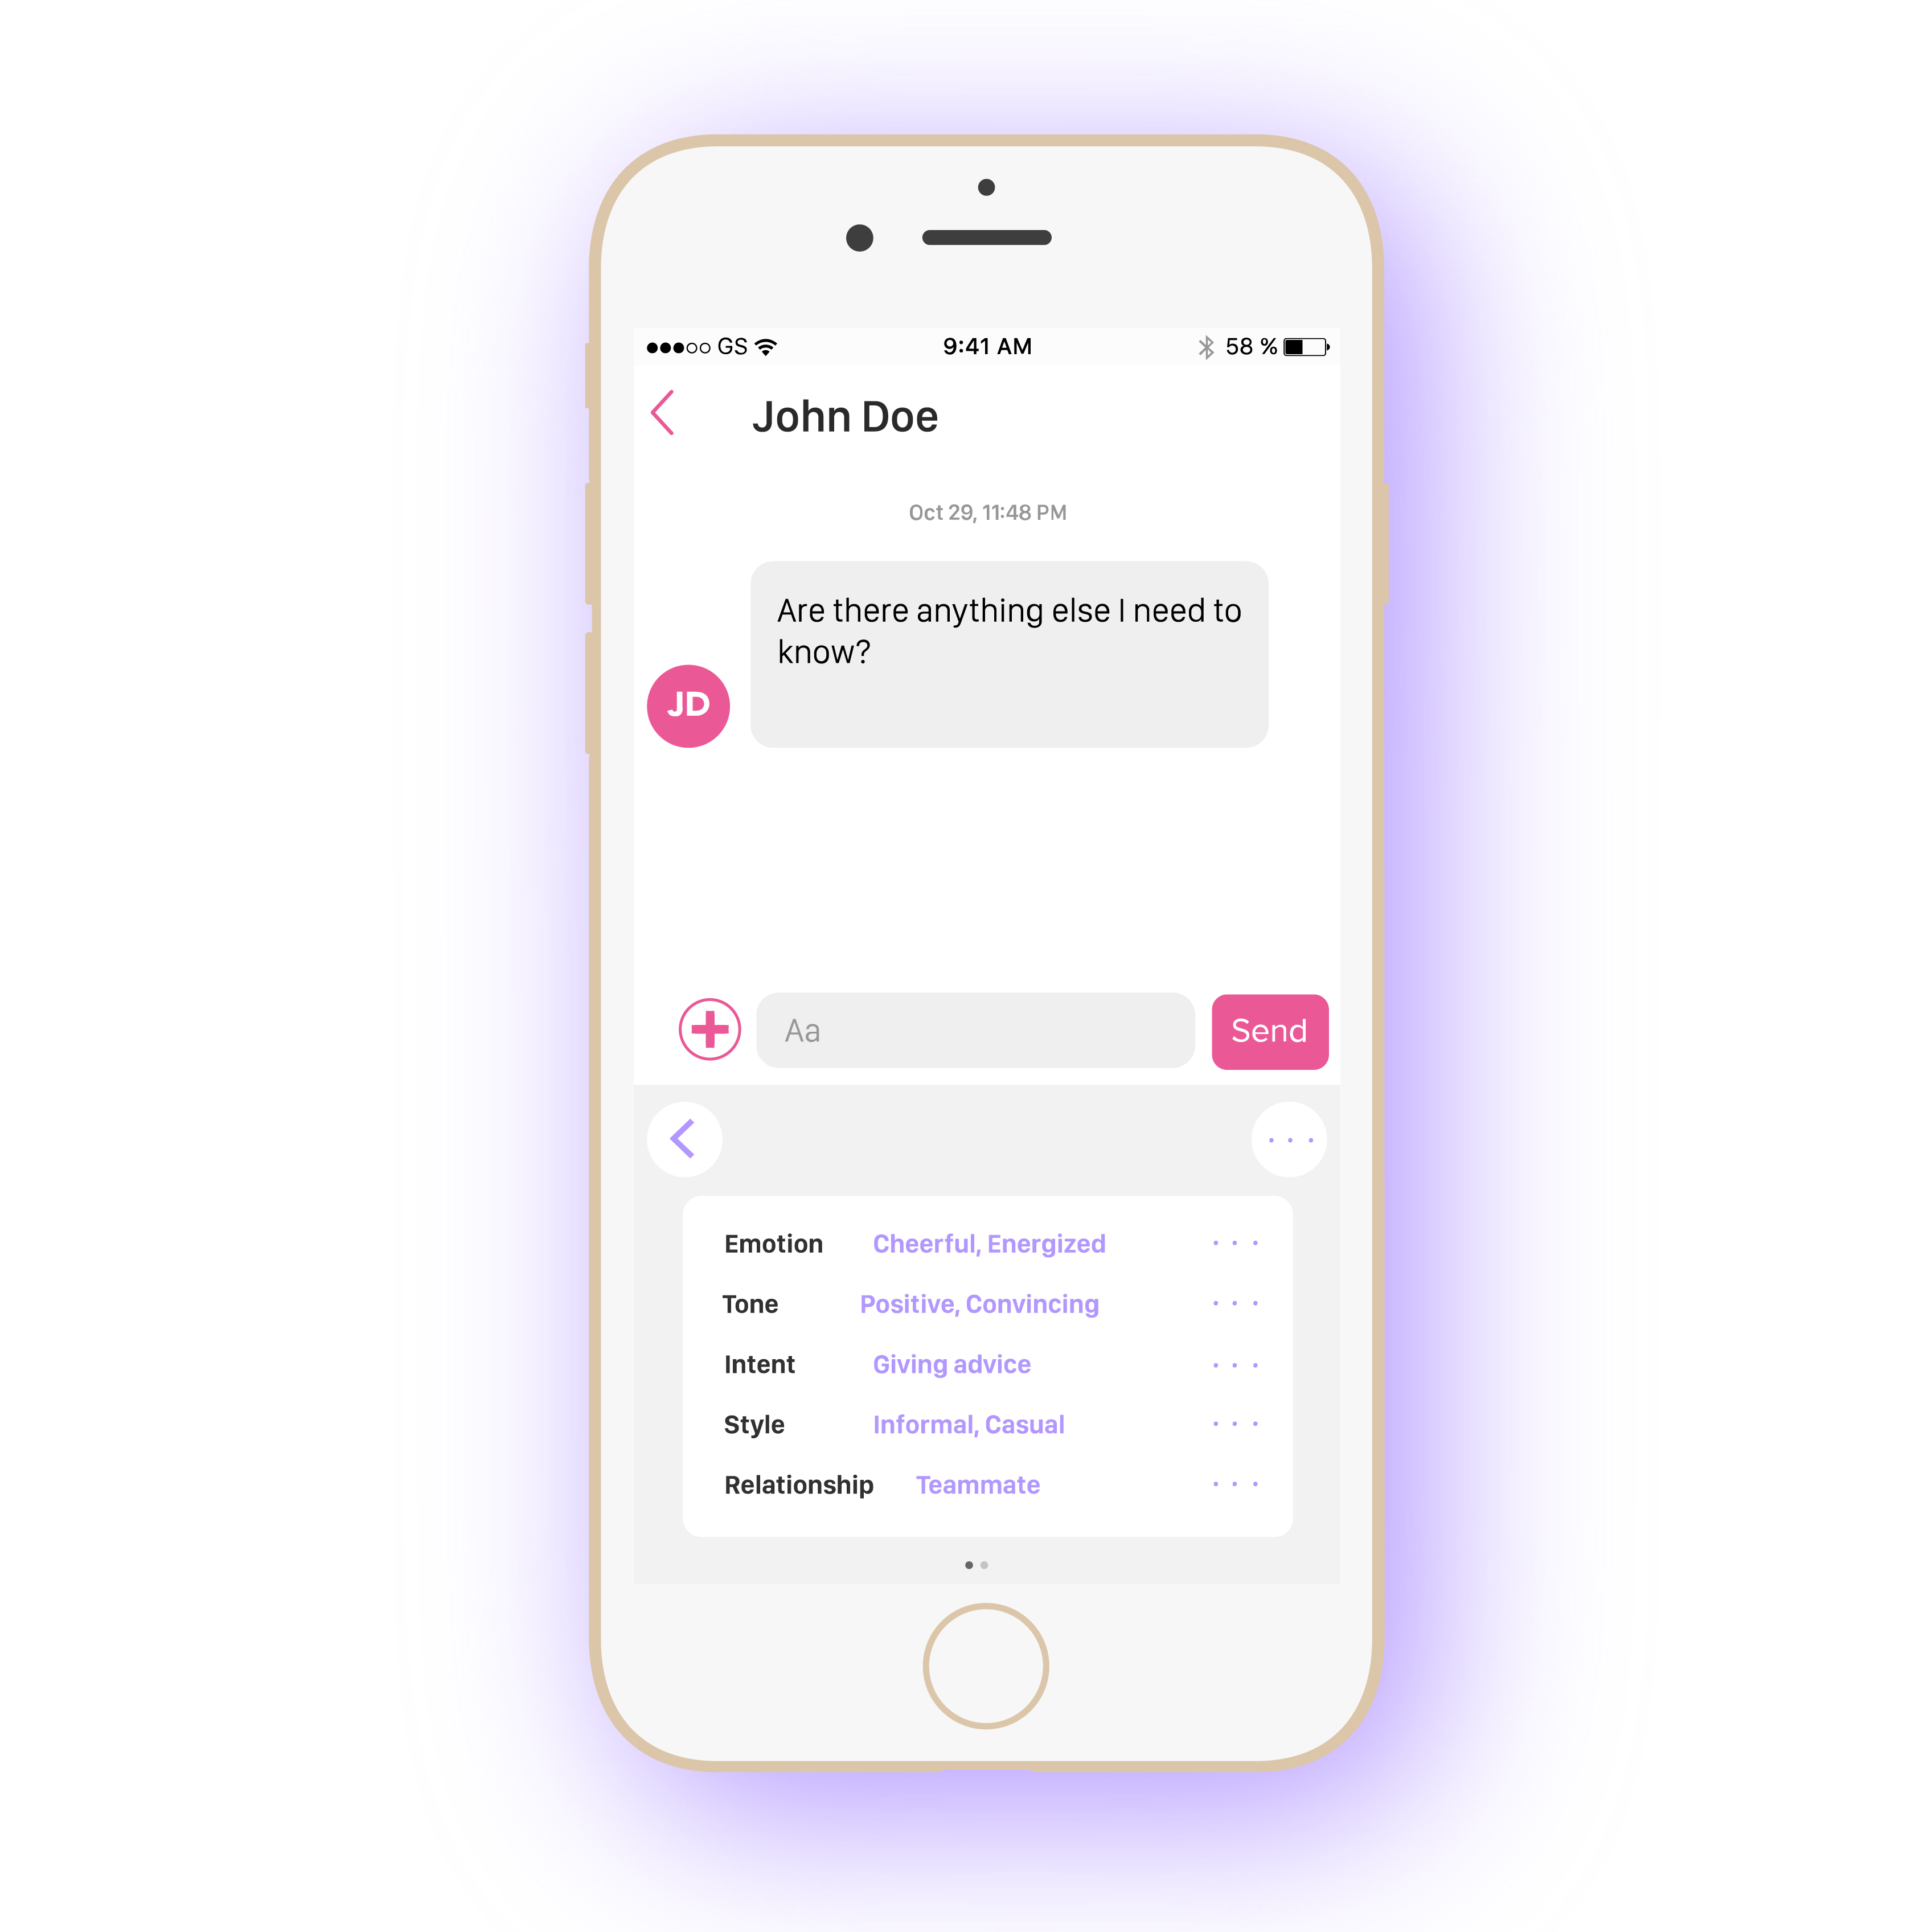 GS 9:41 AM 58 %
John Doe
Oct 29, 11:48 PM
Are there anything else I need to
know?
JD
Aa Send
Emotion Cheerful, Energized
Tone Positive, Convincing
Intent Giving advice
Style Informal, Casual
Relationship Teammate